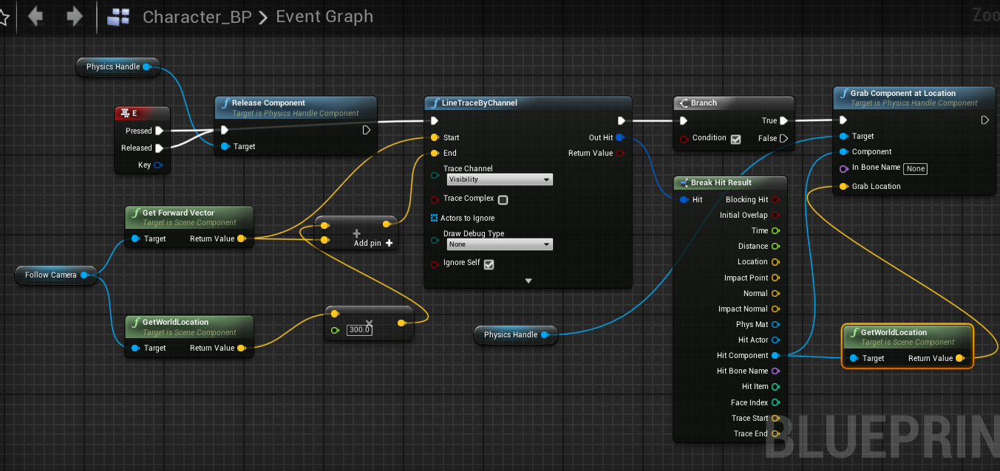 Character_BP > Event Graph
Zoo
Physics Handle
E
Pressed
Released
Key
Release Component
Target is Physics Handle Component
Target
LineTraceByChannel
Start
Out Hit
End
Return Value
Trace Channel
Visibility
Trace Complex
Actors to Ignore
Draw Debug Type
None
Ignore Self
Branch
True
Condition
False
Grab Component at Location
Target is Physics Handle Component
Target
Component
In Bone Name None
Grab Location
Get Forward Vector
Target is Scene Component
Target
Return Value
Add pin +
Follow Camera
GetWorldLocation
Target is Scene Component
Target
Return Value
300.0
Physics Handle
Break Hit Result
Hit
Blocking Hit
Initial Overlap
Time
Distance
Location
Impact Point
Normal
Impact Normal
Phys Mat
Hit Actor
Hit Component
Hit Bone Name
Hit Item
Face Index
Trace Start
Trace End
GetWorldLocation
Target is Scene Component
Target
Return Value
BLUEPRIN